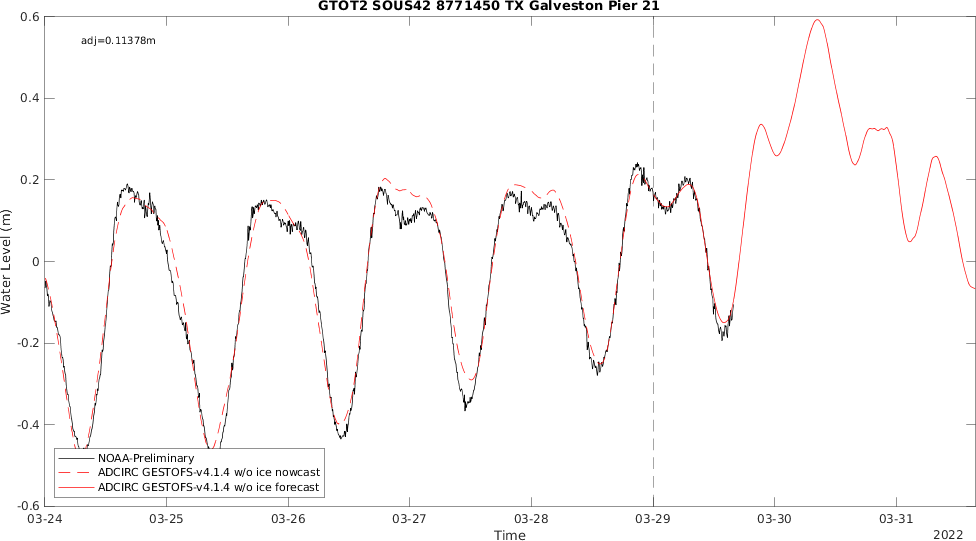 GTOT2 SOUS42 8771450 TX Galveston Pier 21
adj=0.11378m
0.6
0.4
0.2
0
-0.2
-0.4
-0.6
Water Level (m)
NOAA-Preliminary
ADCIRC GESTOFS-v4.1.4 w/o ice nowcast
ADCIRC GESTOFS-v4.1.4 w/o ice forecast
03-24 03-25 03-26 03-27 03-28 03-29 03-30 03-31
Time
2022